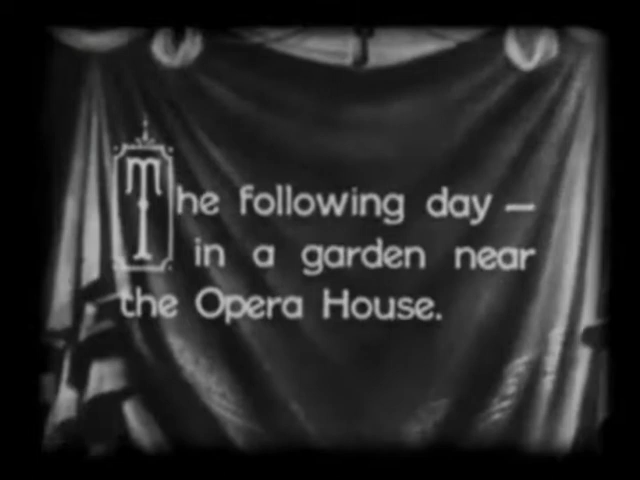 The following day —
in a garden near
the Opera House.